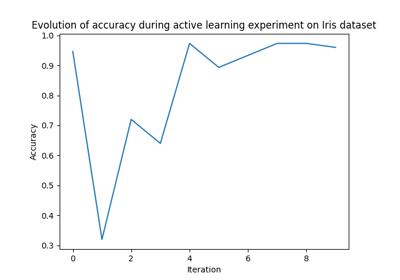 Evolution of accuracy during active learning experiment on Iris dataset
1.0
0.9
0.8
0.7
0.6
0.5
0.4
0.3
Accuracy
0 2 4 6 8
Iteration